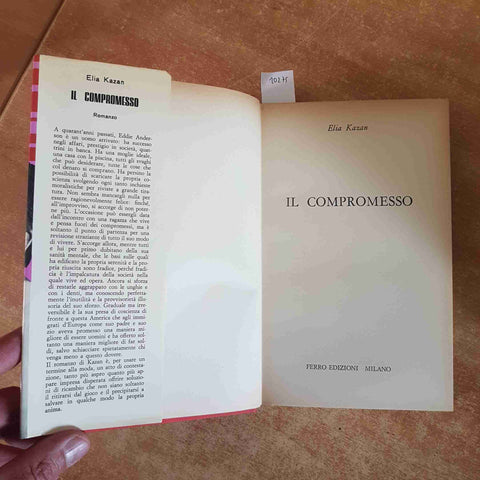 Elia Kazan
IL COMPROMESSO
Romanzo
A quarant'anni passati, Eddie Ander-
son è un uomo arrivato: ha successo
negli affari, prestigio in società, quat-
trini in banca. Ha una moglie ideale,
una casa con la piscina, tutti gli svaghi
che può desiderare, tutte le cose che
col denaro si comprano. Ha persino la
possibilità di scaricare la propria co-
scienza svolgendo ogni tanto inchieste
moralistiche per riviste a grande tira-
tura. Non sembra mancargli nulla per
essere ragionevolmente felice: finché,
all'improvviso, si accorge di non poter-
ne più. L'occasione può essergli data
dall'incontro con una ragazza che vive
e pensa fuori dei compromessi, ma è
soltanto il punto di partenza per una
revisione straziante di tutto il suo modo
di vivere. S'accorge allora, mentre tutti
e lui per primo dubitano della sua
sanità mentale, che le basi sulle quali ha
edificato la propria serenità e la pro-
pria riuscita sono fradice, perché fradi-
cia è l'impalcatura della società nella
quale vive ed opera. Ancora si sforza
di restarle aggrappato con le unghie e
con i denti, ma conoscendo perfetta-
mente l'inutilità e la provvisorietà illu-
soria del suo sforzo. Graduale ma irre-
versibile è la sua presa di coscienza di
fronte a questa America che agli immi-
grati d'Europa come suo padre e suo
zio aveva promesso una maniera mi-
gliore di essere uomini e ha offerto sol-
tanto una maniera migliore di far sol-
di, salvo schiacciare spietatamente chi
venga meno a questo dovere.
Il romanzo di Kazan è, per usare un
termine alla moda, un atto di contesta-
zione, tanto più aspro quanto più ap-
pare impresa disperata offrire soluzio-
ni di ricambio che non siano soltanto
il ritirarsi dal gioco e il precipitarsi a
salvare in qualche modo la propria
anima.
10275
Elia Kazan
IL COMPROMESSO
FERRO EDIZIONI MILANO